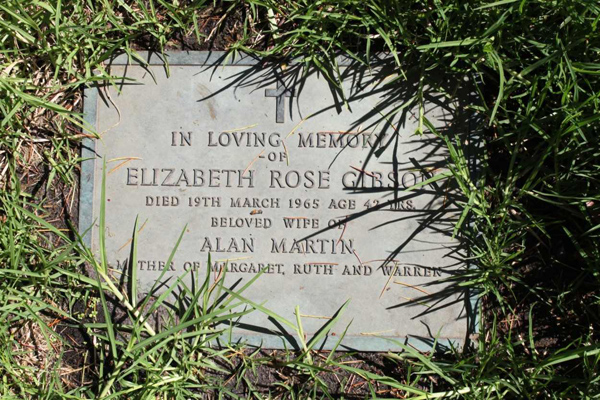 IN LOVING MEMORY
OF
ELIZABETH ROSE GIBSON
DIED 19TH MARCH 1965 AGE 42 YRS.
BELOVED WIFE OF
ALAN MARTIN
MOTHER OF MARGARET, RUTH AND WARREN